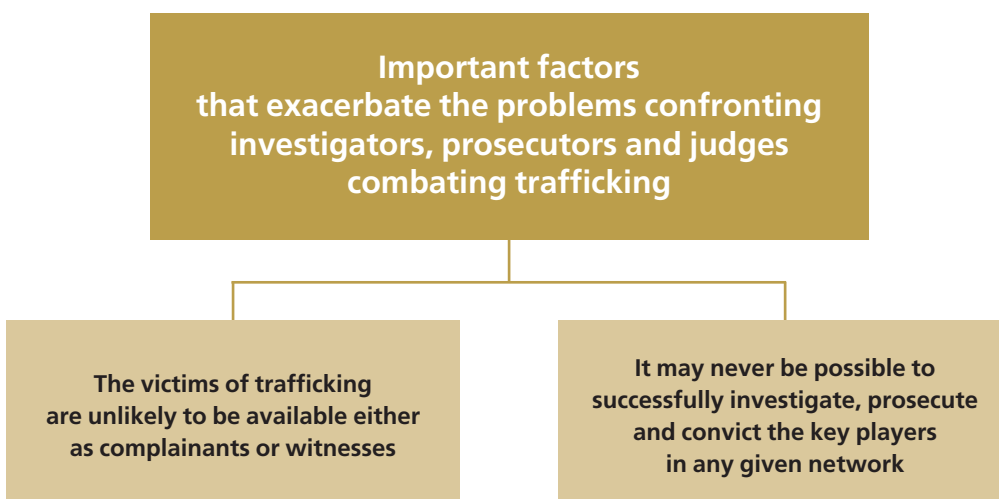 Important factors
that exacerbate the problems confronting
investigators, prosecutors and judges
combating trafficking
The victims of trafficking
are unlikely to be available either
as complainants or witnesses
It may never be possible to
successfully investigate, prosecute
and convict the key players
in any given network